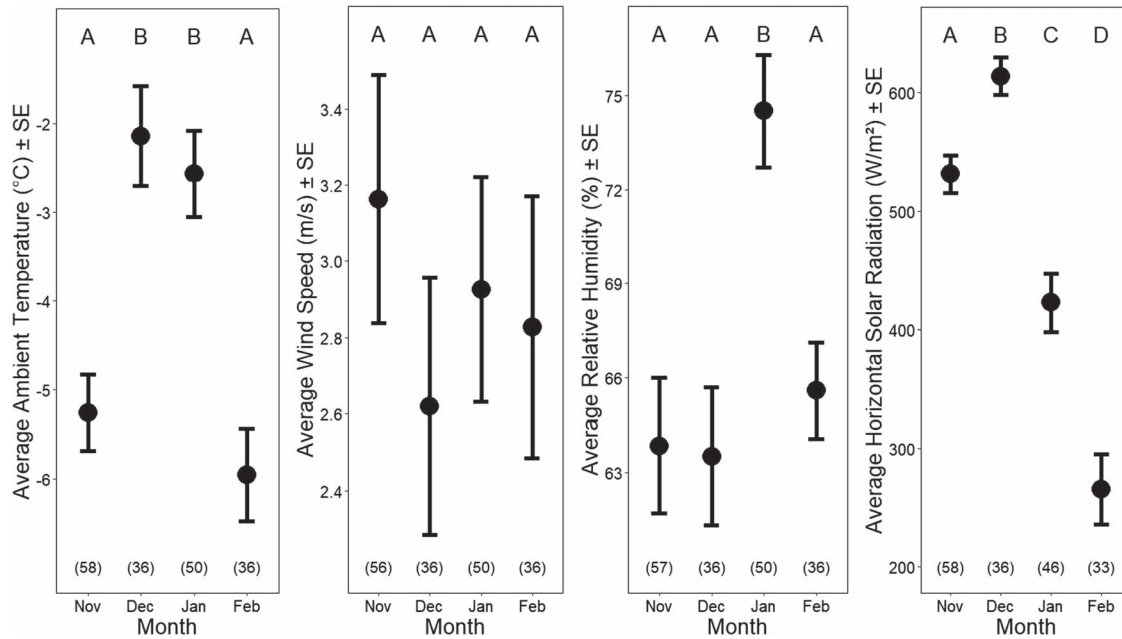 Average Ambient Temperature (°C) ± SE
A B B A
-2
-3
-4
-5
-6
(58) (36) (50) (36)
Nov Dec Jan Feb
Month
Average Wind Speed (m/s) ± SE
A A A A
3.4
3.2
3.0
2.8
2.6
2.4
(56) (36) (50) (36)
Nov Dec Jan Feb
Month
Average Relative Humidity (%) ± SE
A A B A
75
72
69
66
63
(57) (36) (50) (36)
Nov Dec Jan Feb
Month
Average Horizontal Solar Radiation (W/m²) ± SE
A B C D
600
500
400
300
200
(58) (36) (46) (33)
Nov Dec Jan Feb
Month